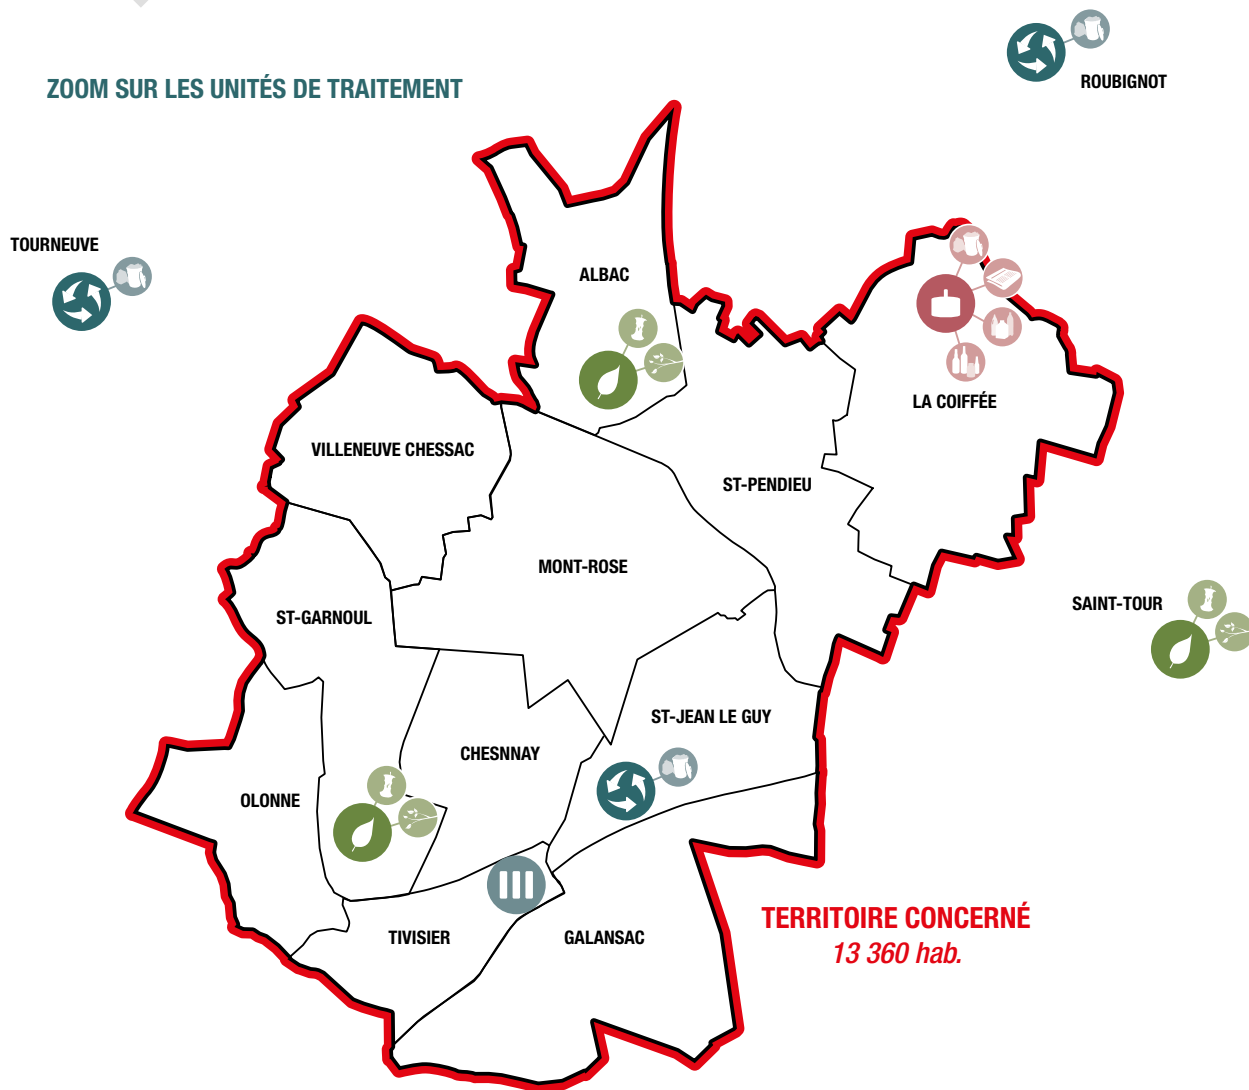 ROUBIGNOT
ZOOM SUR LES UNITÉS DE TRAITEMENT
TOURNEUVE
ALBAC
LA COIFFÉE
VILLENEUVE CHESSAC
ST-PENDIEU
MONT-ROSE
SAINT-TOUR
ST-GARNOUL
ST-JEAN LE GUY
CHESNNAY
OLONNE
TERRITOIRE CONCERNÉ
13 360 hab.
TIVISIER
GALANSAC